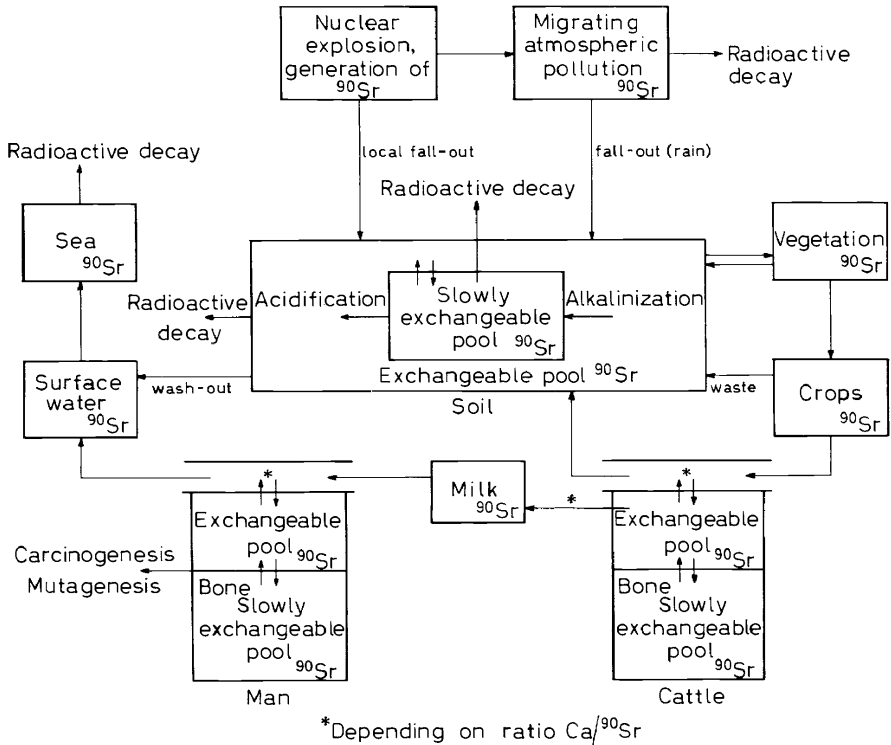 Nuclear
explosion,
generation of
⁹⁰Sr
Migrating
atmospheric
pollution
⁹⁰Sr
Radioactive
decay
local fall-out
fall-out (rain)
Radioactive decay
Radioactive decay
Sea
⁹⁰Sr
Vegetation
⁹⁰Sr
Acidification
Slowly
exchangeable
pool ⁹⁰Sr
Alkalinization
Radioactive
decay
Exchangeable pool ⁹⁰Sr
Soil
Surface
water
⁹⁰Sr
wash-out
waste
Crops
⁹⁰Sr
*
Milk
⁹⁰Sr
*
*
Exchangeable
pool ⁹⁰Sr
Bone
Slowly
exchangeable
pool
⁹⁰Sr
Man
Carcinogenesis
Mutagenesis
Exchangeable
pool ⁹⁰Sr
Bone
Slowly
exchangeable
pool
⁹⁰Sr
Cattle
*Depending on ratio Ca/⁹⁰Sr